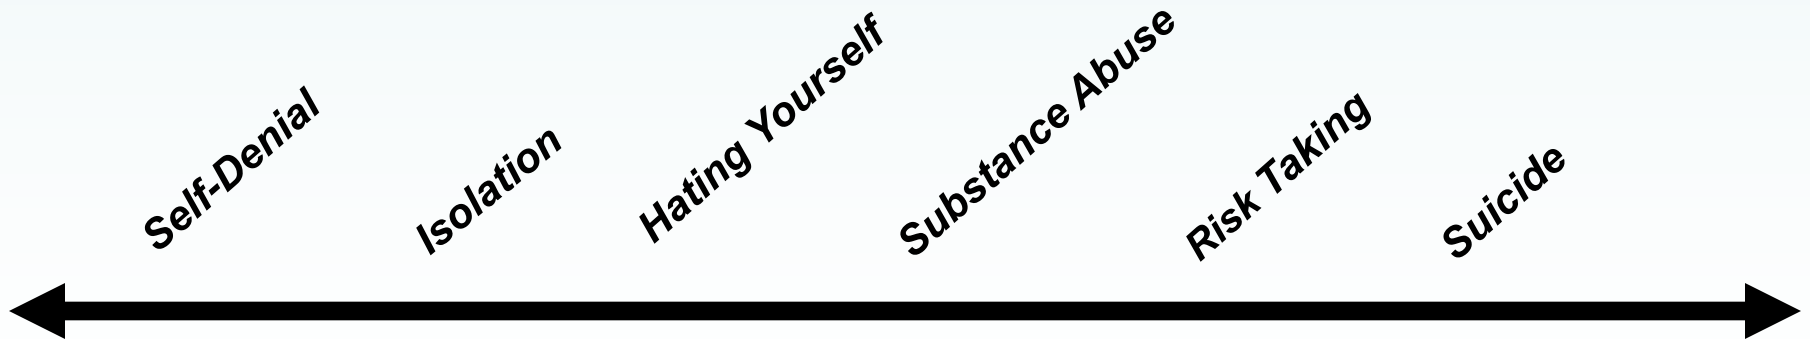 Self-Denial
Isolation
Hating Yourself
Substance Abuse
Risk Taking
Suicide